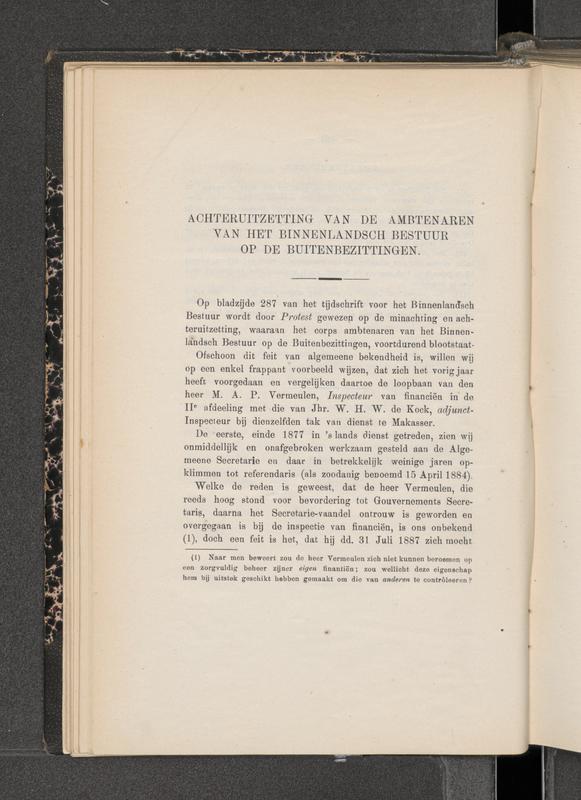 ACHTERUITZETTING VAN DE AMBTENAREN
VAN HET BINNENLANDSCH BESTUUR
OP DE BUITENBEZITTINGEN.
Op bladzijde 287 van het tijdschrift voor het Binnenlandsch
Bestuur wordt door Protest gewezen op de minachting en ach-
teruitzetting, waaraan het corps ambtenaren van het Binnen-
landsch Bestuur op de Buitenbezittingen, voortdurend blootstaat.
Ofschoon dit feit van algemeene bekendheid is, willen wij
op een enkel frappant voorbeeld wijzen, dat zich het vorig jaar
heeft voorgedaan en vergelijken daartoe de loopbaan van den
heer M. A. P. Vermeulen, Inspecteur van financiën in de
IIe afdeeling met die van Jhr. W. H. W. de Kock, adjunct-
Inspecteur bij dienzelfden tak van dienst te Makasser.
De eerste, einde 1877 in 's lands dienst getreden, zien wij
onmiddellijk en onafgebroken werkzaam gesteld aan de Alge-
meene Secretarie en daar in betrekkelijk weinige jaren op-
klimmen tot referendaris (als zoodanig benoemd 15 April 1884).
Welke de reden is geweest, dat de heer Vermeulen, die
reeds hoog stond voor bevordering tot Gouvernements Secre-
taris, daarna het Secretarie-vaandel ontrouw is geworden en
overgegaan is bij de inspectie van financiën, is ons onbekend
(1), doch een feit is het, dat hij dd. 31 Juli 1887 zich mocht
(1) Naar men beweert zou de heer Vermeulen zich niet kunnen beroemen op
een zorgvuldig beheer zijner eigen finantiën; zou wellicht deze eigenschap
hem bij uitstek geschikt hebben gemaakt om die van anderen te contrôleeren?